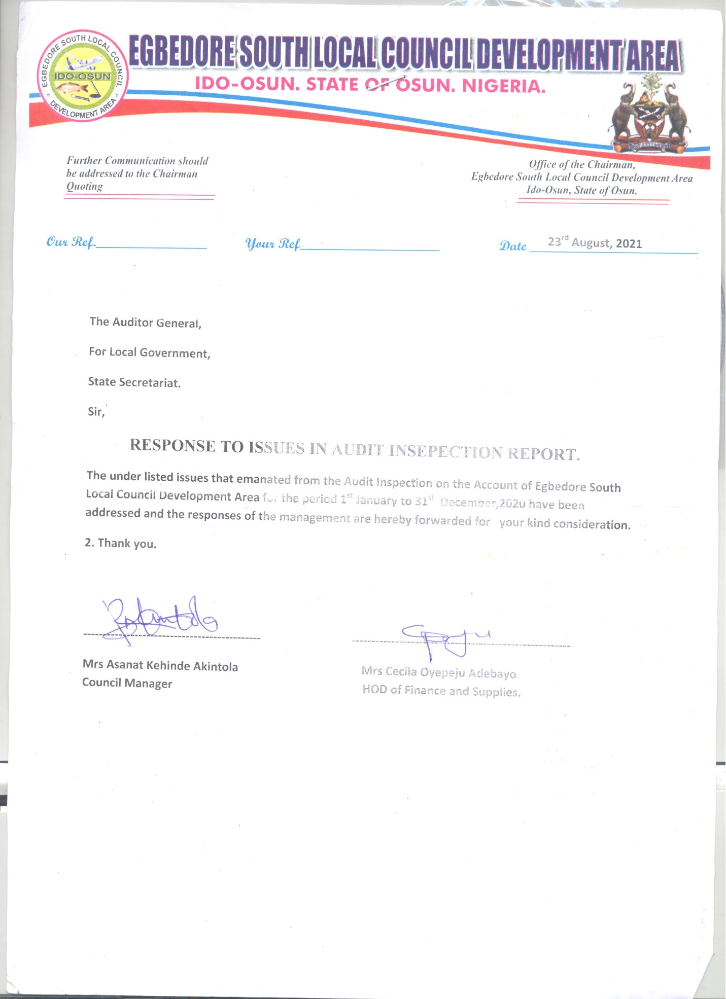 EGBEDORE SOUTH LOCAL COUNCIL DEVELOPMENT AREA
IDO-OSUN. STATE OF OSUN. NIGERIA.
EGBEDORE SOUTH LOCAL COUNCIL
IDO-OSUN
* DEVELOPMENT AREA *
Further Communication should
be addressed to the Chairman
Quoting
Office of the Chairman,
Egbedore South Local Council Development Area
Ido-Osun, State of Osun.
Our Ref.
Your Ref
Date 23rd August, 2021
The Auditor General,
For Local Government,
State Secretariat.
Sir,
RESPONSE TO ISSUES IN AUDIT INSEPECTION REPORT.
The under listed issues that emanated from the Audit Inspection on the Account of Egbedore South
Local Council Development Area for the period 1st January to 31st December,2020 have been
addressed and the responses of the management are hereby forwarded for your kind consideration.
2. Thank you.
Mrs Asanat Kehinde Akintola
Council Manager
Mrs Cecila Oyepeju Adebayo
HOD of Finance and Supplies.